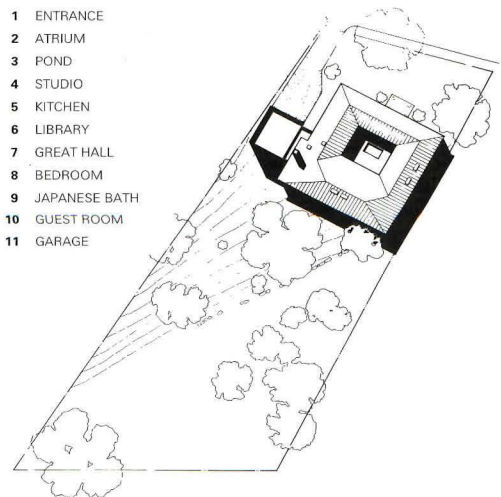 1 ENTRANCE
2 ATRIUM
3 POND
4 STUDIO
5 KITCHEN
6 LIBRARY
7 GREAT HALL
8 BEDROOM
9 JAPANESE BATH
10 GUEST ROOM
11 GARAGE